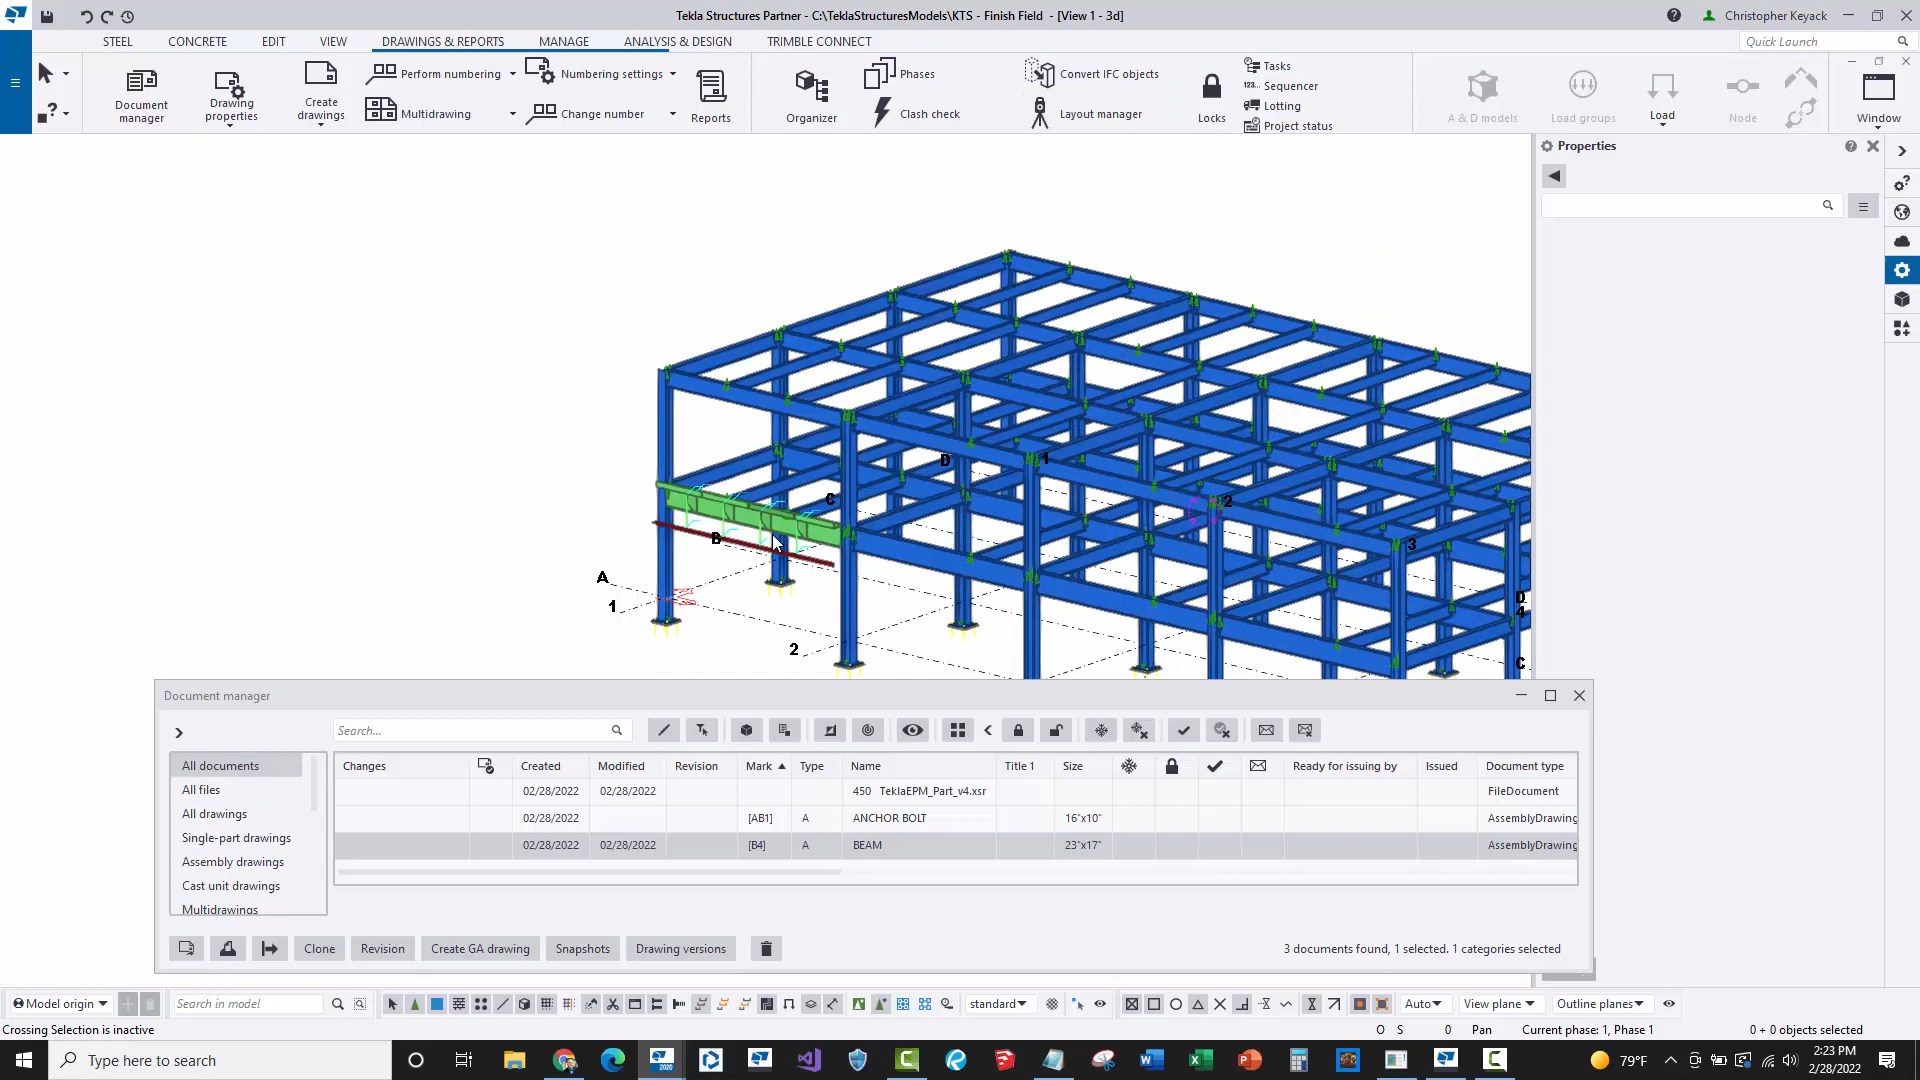 Tekla Structures Partner - C:\TeklaStructuresModels\KTS - Finish Field - [View 1 - 3d]
Christopher Keyack
STEEL CONCRETE EDIT VIEW DRAWINGS & REPORTS MANAGE ANALYSIS & DESIGN TRIMBLE CONNECT
Quick Launch
Document manager
Drawing properties
Create drawings
Perform numbering
Multidrawing
Numbering settings
Change number
Reports
Organizer
Phases
Clash check
Convert IFC objects
Layout manager
Locks
Tasks
Sequencer
Lotting
Project status
A & D models
Load groups
Load
Node
Window
Properties
D 1
C 2
B
3
A
1
D
4
2
C
Document manager
Search...
All documents
All files
All drawings
Single-part drawings
Assembly drawings
Cast unit drawings
Multidrawings
Changes Created Modified Revision Mark Type Name Title 1 Size Ready for issuing by Issued Document type
02/28/2022 02/28/2022 450 TeklaEPM_Part_v4.xsr FileDocument
02/28/2022 [AB1] A ANCHOR BOLT 16"x10" AssemblyDrawing
02/28/2022 02/28/2022 [B4] A BEAM 23"x17" AssemblyDrawing
Clone Revision Create GA drawing Snapshots Drawing versions
3 documents found, 1 selected. 1 categories selected
Model origin Search in model standard Auto View plane Outline planes
Crossing Selection is inactive O S 0 Pan Current phase: 1, Phase 1 0 + 0 objects selected
Type here to search
2020
79°F
2:23 PM
2/28/2022